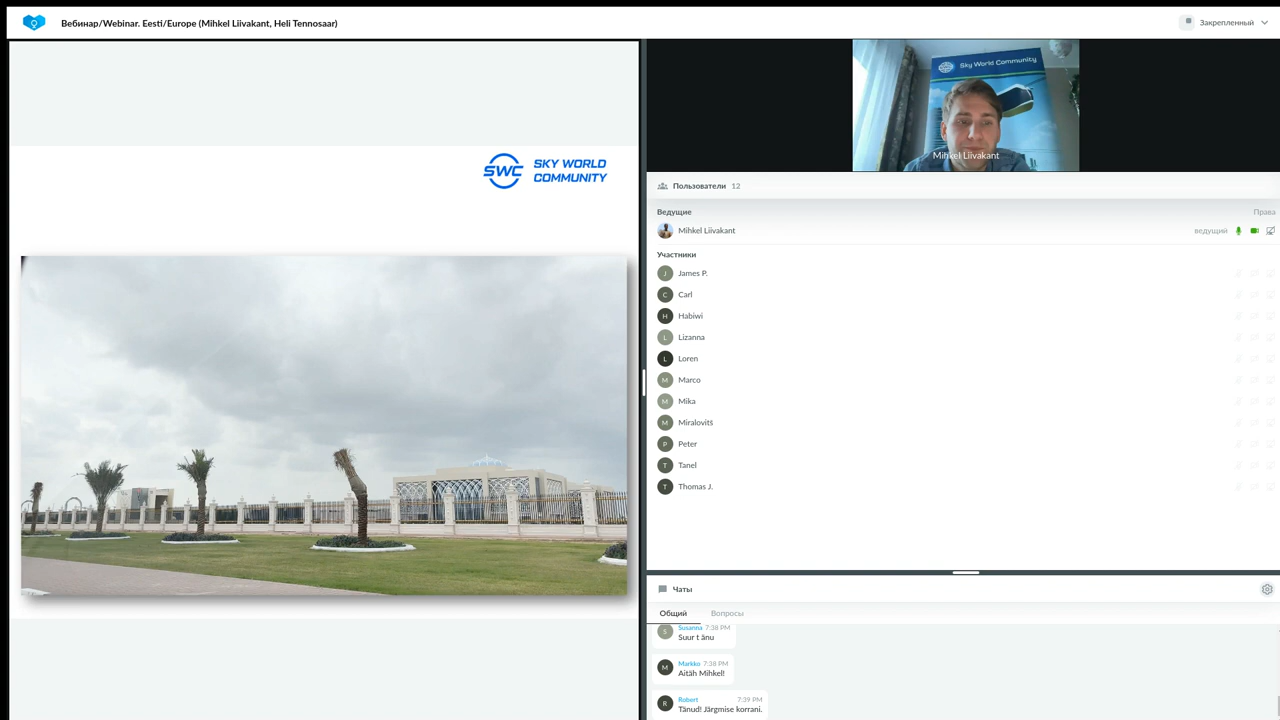 Вебинар/Webinar. Eesti/Europe (Mihkel Liivakant, Heli Tennosaar)
Закрепленный
SWC SKY WORLD
COMMUNITY
Sky World Community
Mihkel Liivakant
Пользователи 12
Ведущие Права
Mihkel Liivakant ведущий
Участники
J James P.
C Carl
H Habiwi
L Lizanna
L Loren
M Marco
M Mika
M Miralovitš
P Peter
T Tanel
T Thomas J.
Чаты
Общий Вопросы
S Susanna 7:38 PM
Suur t änu
M Markko 7:38 PM
Aitäh Mihkel!
R Robert 7:39 PM
Tänud! Järgmise korrani.